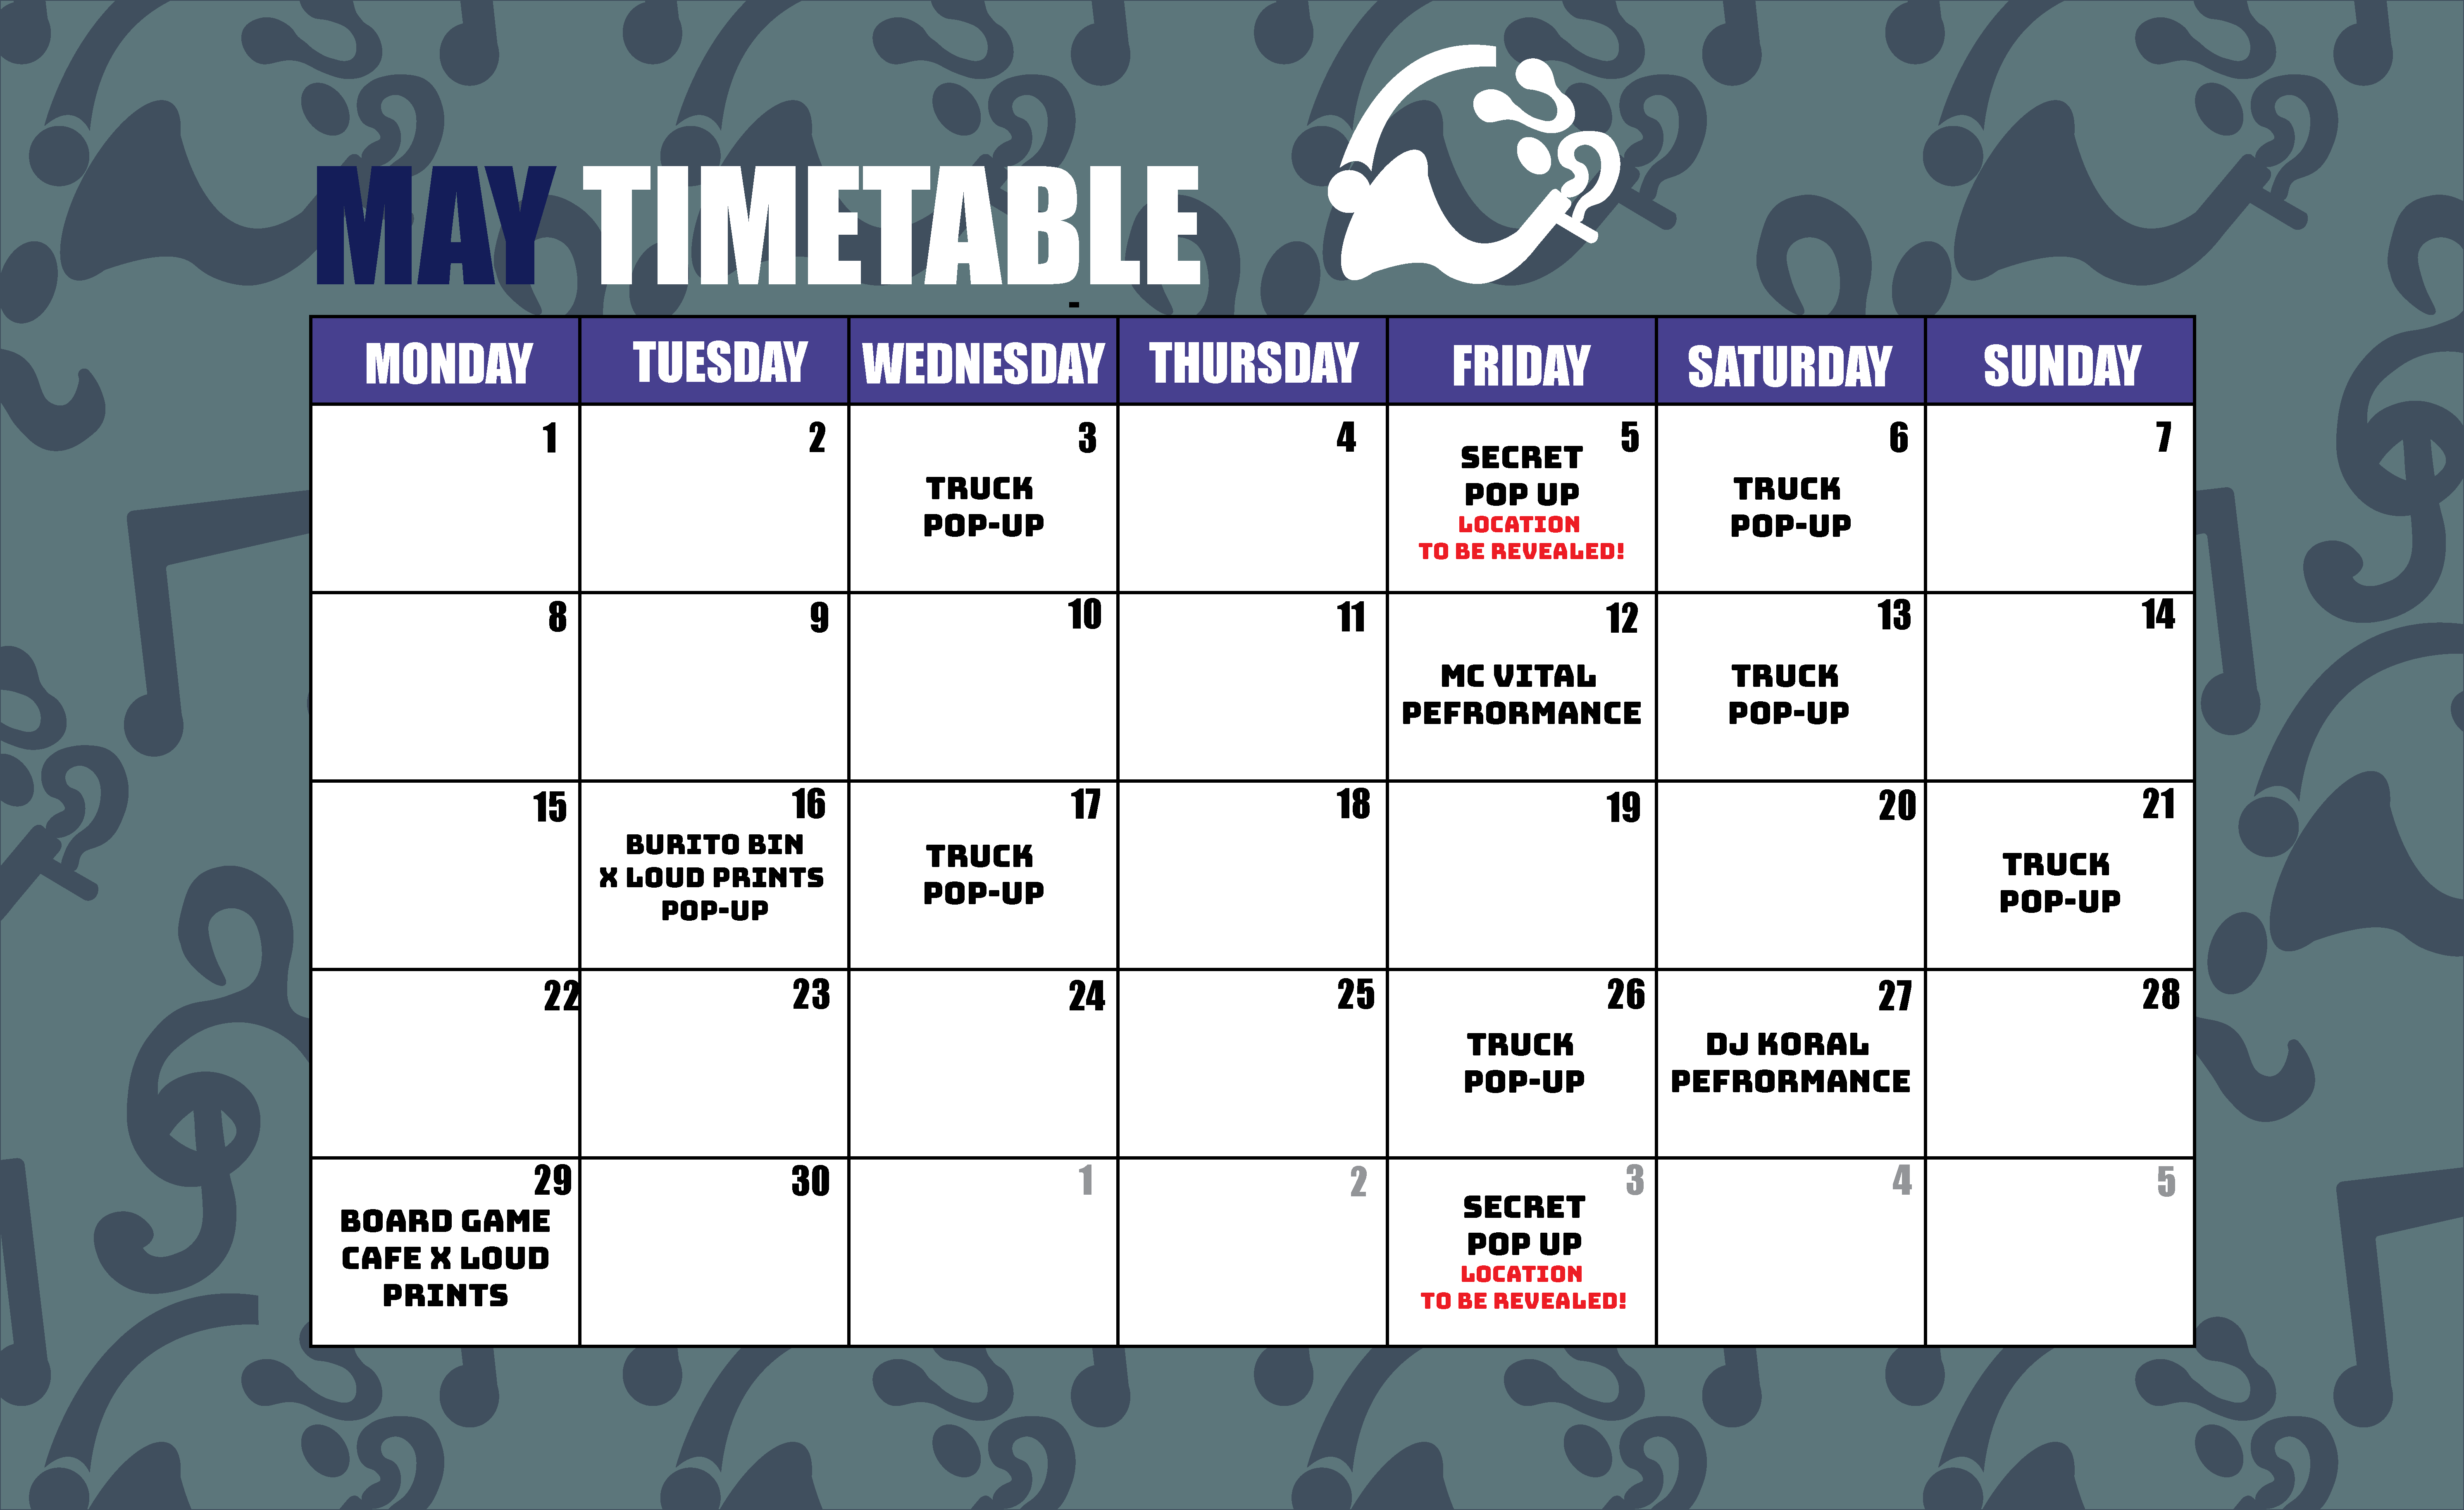 MAY TIMETABLE
-
MONDAY TUESDAY WEDNESDAY THURSDAY FRIDAY SATURDAY SUNDAY
1
2
3
TRUCK
POP-UP
4
5
SECRET
POP UP
LOCATION
TO BE REVEALED!
6
TRUCK
POP-UP
7
8
9
10
11
12
MC VITAL
PEFRORMANCE
13
TRUCK
POP-UP
14
15
16
BURITO BIN
X LOUD PRINTS
POP-UP
17
TRUCK
POP-UP
18
19
20
21
TRUCK
POP-UP
22
23
24
25
26
TRUCK
POP-UP
27
DJ KORAL
PEFRORMANCE
28
29
BOARD GAME
CAFE X LOUD
PRINTS
30
1
2
3
SECRET
POP UP
LOCATION
TO BE REVEALED!
4
5